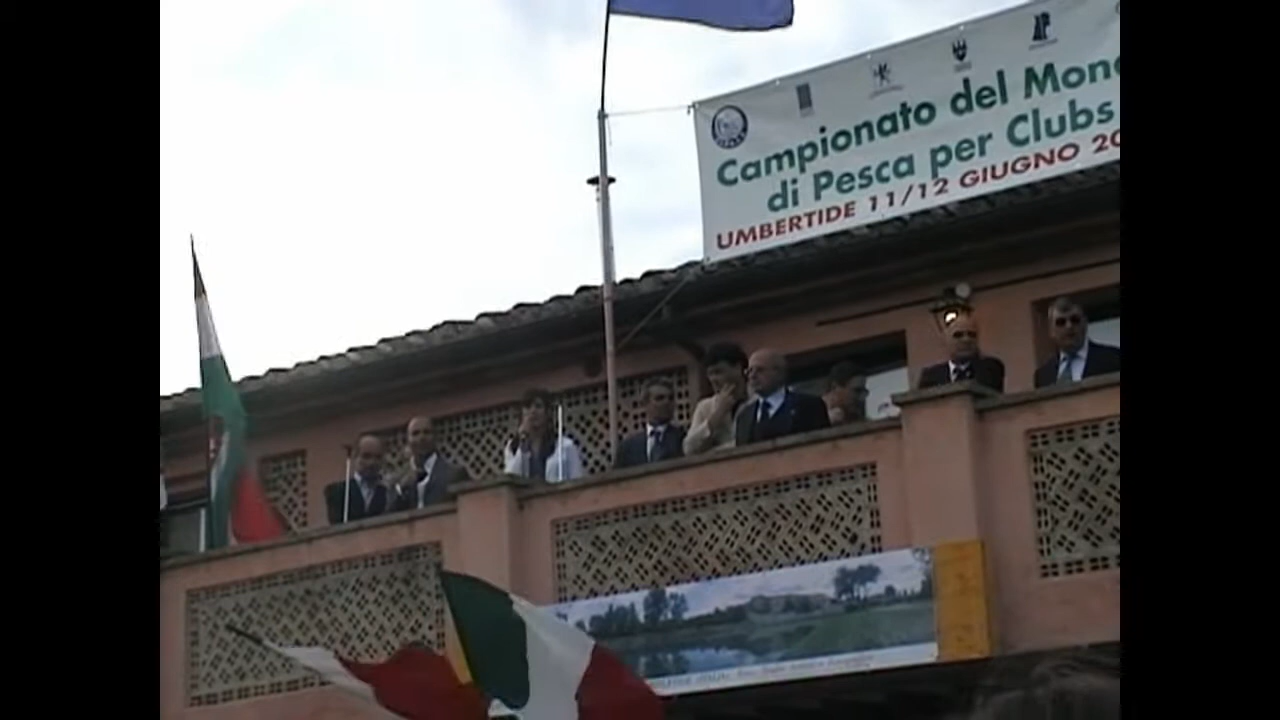 Campionato del Mon
di Pesca per Clubs
UMBERTIDE 11/12 GIUGNO 20